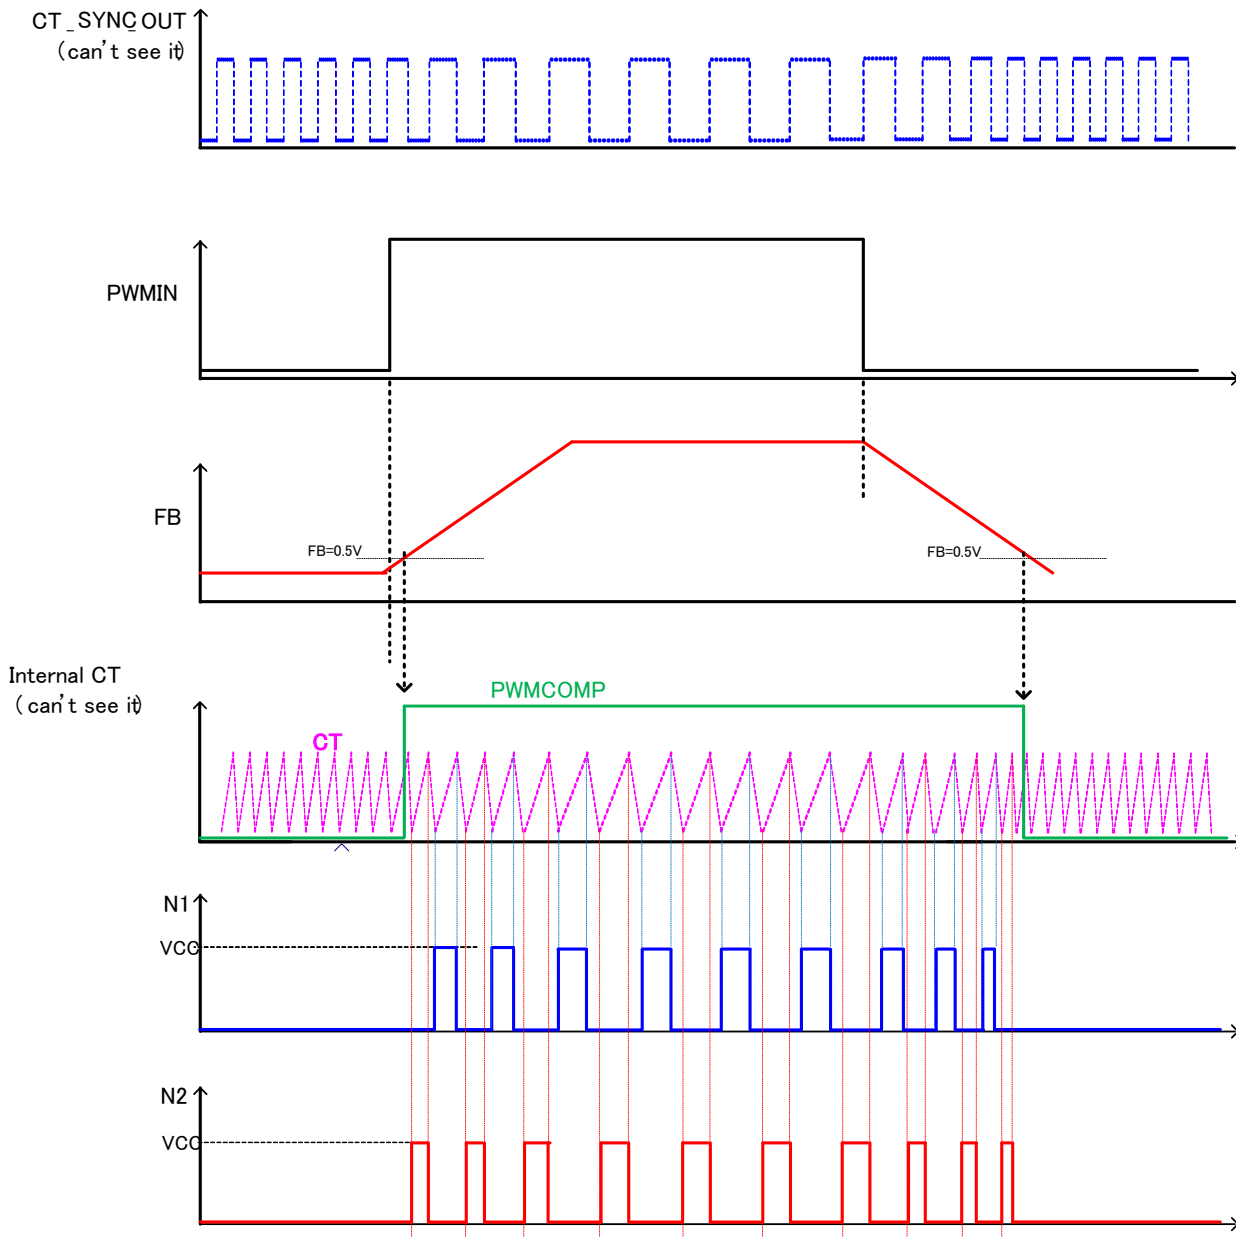 CT_SYNC OUT
(can't see it)
PWMIN
FB
FB=0.5V
FB=0.5V
Internal CT
(can't see it)
PWMCOMP
CT
N1
VCC
N2
VCC